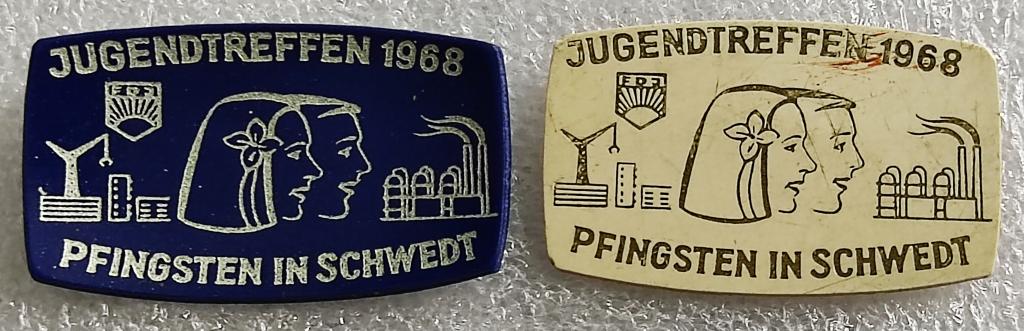 JUGENDTREFFEN 1968
FDJ
PFINGSTEN IN SCHWEDT
JUGENDTREFFEN 1968
FDJ
PFINGSTEN IN SCHWEDT